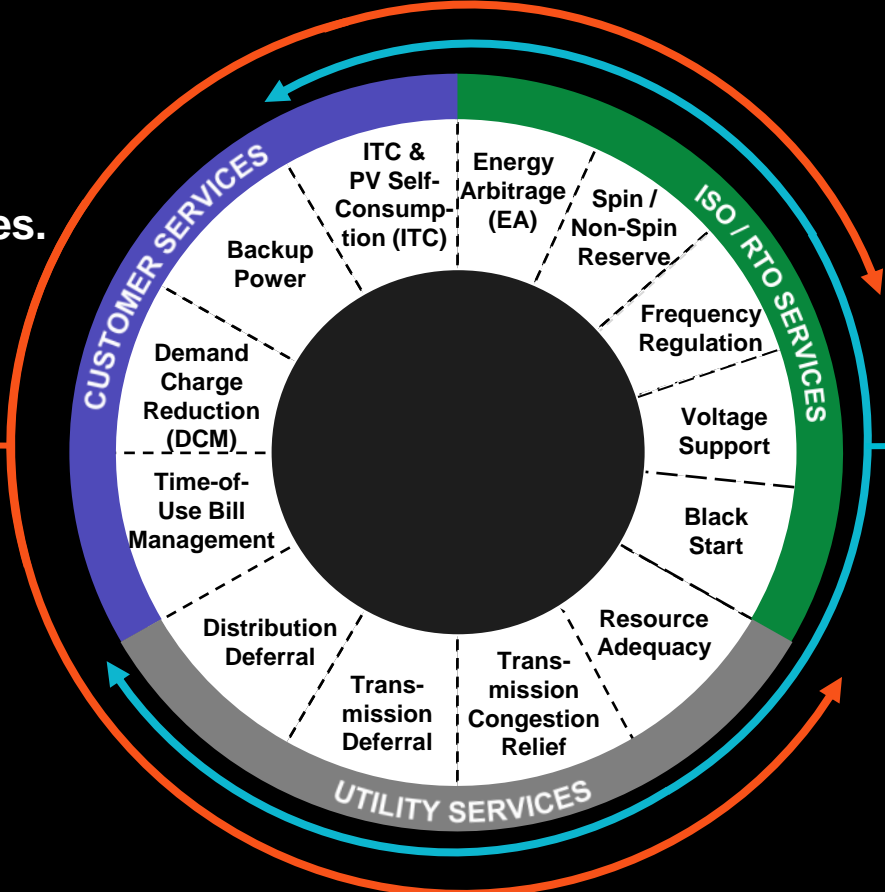 es.
CUSTOMER SERVICES
ISO / RTO SERVICES
UTILITY SERVICES
ITC &
PV Self-
Consump-
tion (ITC)
Energy
Arbitrage
(EA)
Spin /
Non-Spin
Reserve
Frequency
Regulation
Voltage
Support
Black
Start
Resource
Adequacy
Trans-
mission
Congestion
Relief
Trans-
mission
Deferral
Distribution
Deferral
Time-of-
Use Bill
Management
Demand
Charge
Reduction
(DCM)
Backup
Power